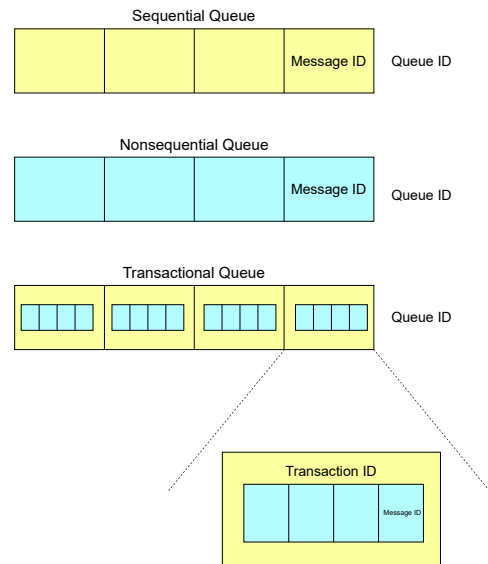 Sequential Queue
Message ID
Queue ID
Nonsequential Queue
Message ID
Queue ID
Transactional Queue
Queue ID
Transaction ID
Message ID